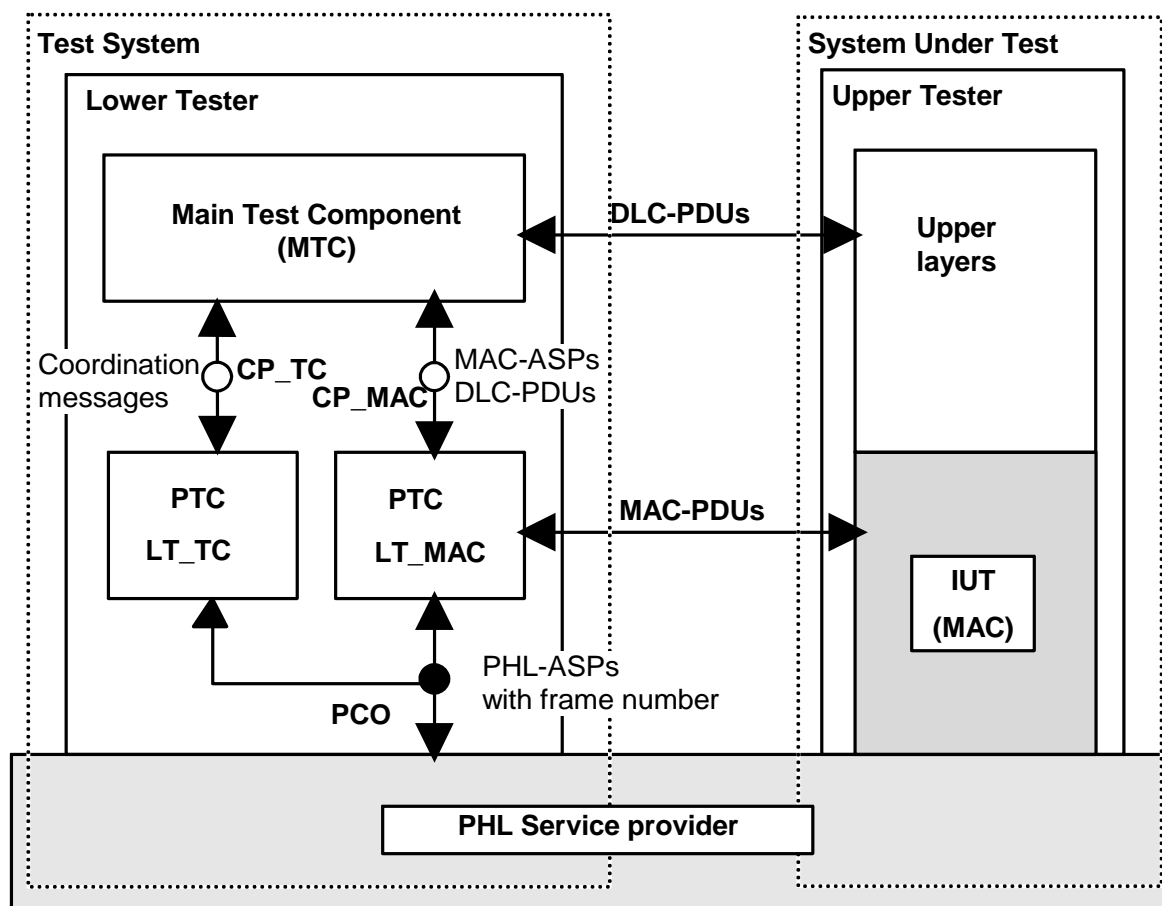 Test System
System Under Test
Lower Tester
Upper Tester
Main Test Component
(MTC)
DLC-PDUs
Upper
layers
Coordination
messages
CP_TC
MAC-ASPs
DLC-PDUs
CP_MAC
PTC
LT_TC
PTC
LT_MAC
MAC-PDUs
IUT
(MAC)
PHL-ASPs
with frame number
PCO
PHL Service provider